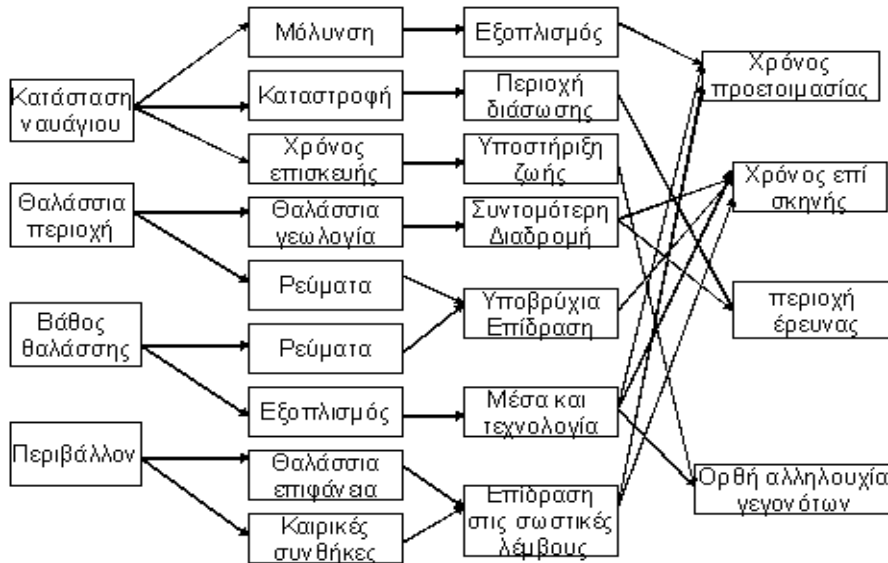 Κατάσταση
ναυάγιου
Θαλάσσια
περιοχή
Βάθος
θαλάσσης
Περιβάλλον
Μόλυνση
Καταστροφή
Χρόνος
επισκευής
Θαλάσσια
γεωλογία
Ρεύματα
Ρεύματα
Εξοπλισμός
Θαλάσσια
επιφάνεια
Καιρικές
συνθήκες
Εξοπλισμός
Περιοχή
διάσωσης
Υποστήριξη
ζωής
Συντομότερη
Διαδρομή
Υποβρύχια
Επίδραση
Μέσα και
τεχνολογία
Επίδραση
στις σωστικές
λέμβους
Χρόνος
προετοιμασίας
Χρόνος επί
σκηνής
περιοχή
έρευνας
Ορθή αλληλουχία
γεγονότων